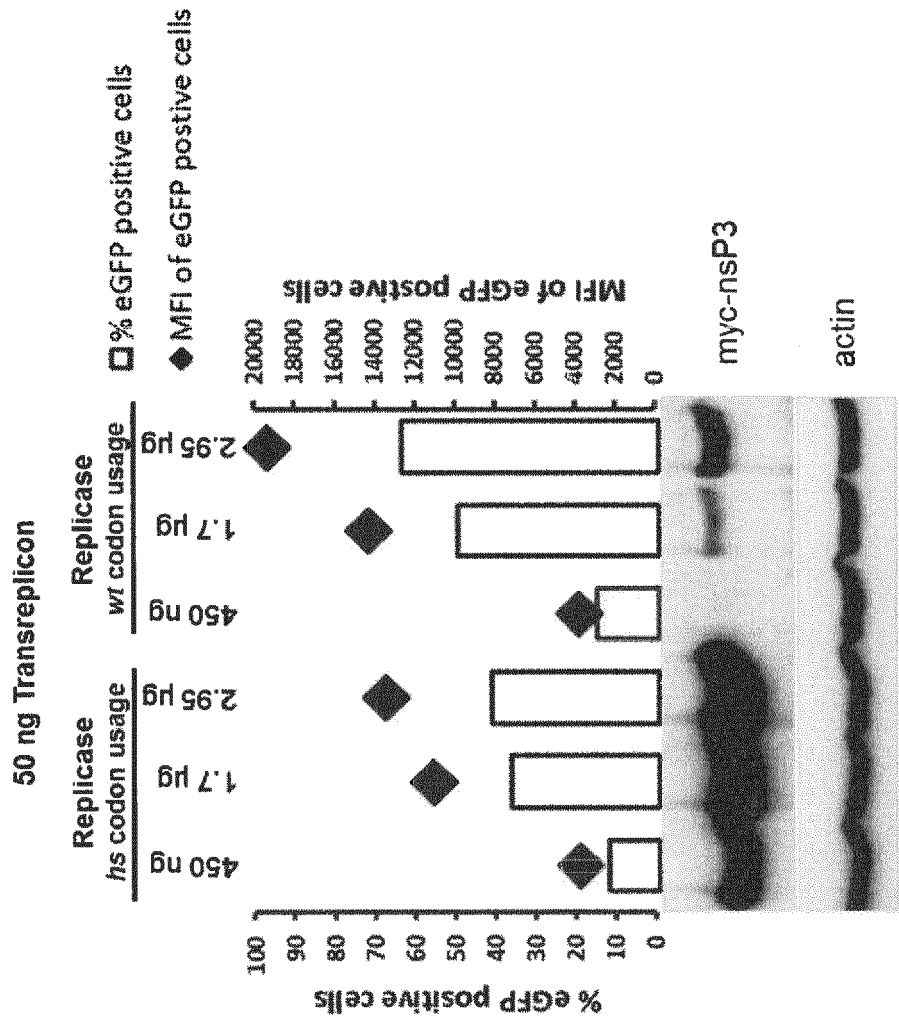 50 ng Transreplicon
Replicase
hs codon usage
Replicase
wt codon usage
450 ng
1.7 µg
2.95 µg
450 ng
1.7 µg
2.95 µg
% eGFP positive cells
MFI of eGFP postive cells
% eGFP positive cells
100
90
80
70
60
50
40
30
20
10
0
MFI of eGFP positive cells
20000
18000
16000
14000
12000
10000
8000
6000
4000
2000
0
myc-nsP3
actin